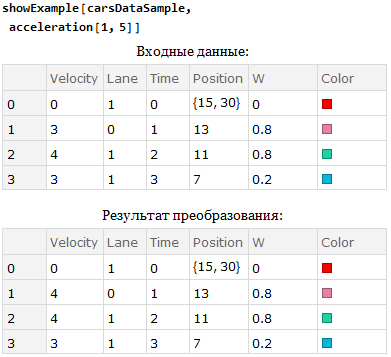 showExample[carsDataSample,
acceleration[1, 5]]
Входные данные:
Velocity Lane Time Position W Color
0 0 1 0 {15, 30} 0
1 3 0 1 13 0.8
2 4 1 2 11 0.8
3 3 1 3 7 0.2
Результат преобразования:
Velocity Lane Time Position W Color
0 0 1 0 {15, 30} 0
1 4 0 1 13 0.8
2 4 1 2 11 0.8
3 3 1 3 7 0.2